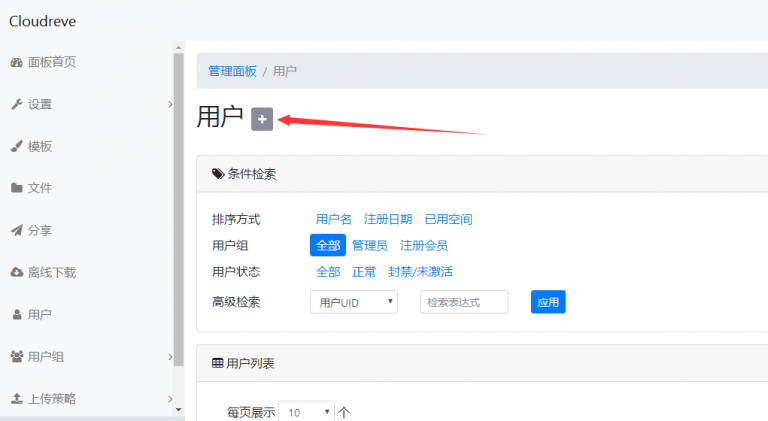 Cloudreve
面板首页
设置
模板
文件
分享
离线下载
用户
用户组
上传策略
管理面板 / 用户
用户 +
条件检索
排序方式 用户名 注册日期 已用空间
用户组 全部 管理员 注册会员
用户状态 全部 正常 封禁/未激活
高级检索 用户UID 检索表达式 应用
用户列表
每页展示 10 个